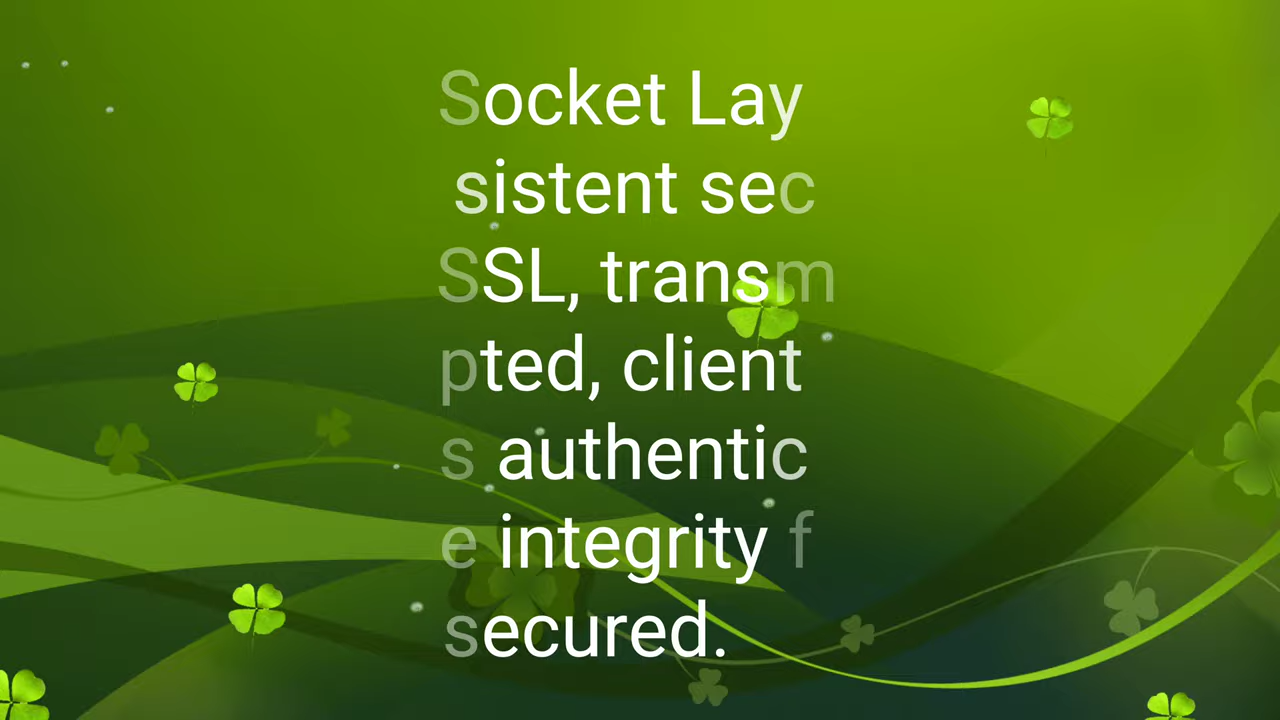 Socket Lay
sistent sec
SSL, transm
pted, client
s authentic
e integrity f
secured.